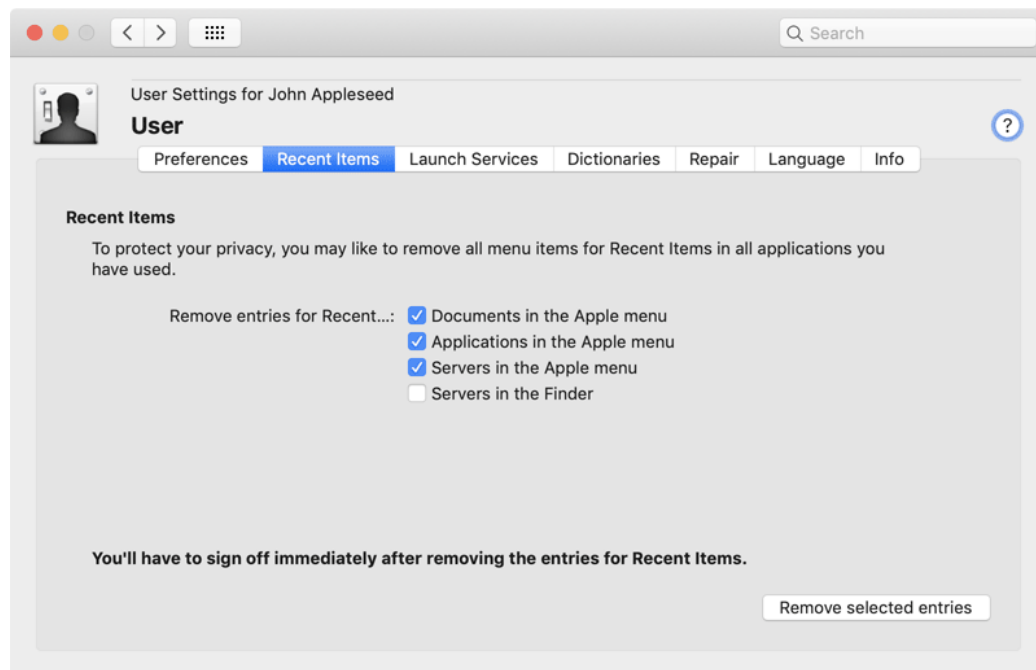 Search
User Settings for John Appleseed
User
?
Preferences Recent Items Launch Services Dictionaries Repair Language Info
Recent Items
To protect your privacy, you may like to remove all menu items for Recent Items in all applications you
have used.
Remove entries for Recent...: Documents in the Apple menu
Applications in the Apple menu
Servers in the Apple menu
Servers in the Finder
You'll have to sign off immediately after removing the entries for Recent Items.
Remove selected entries